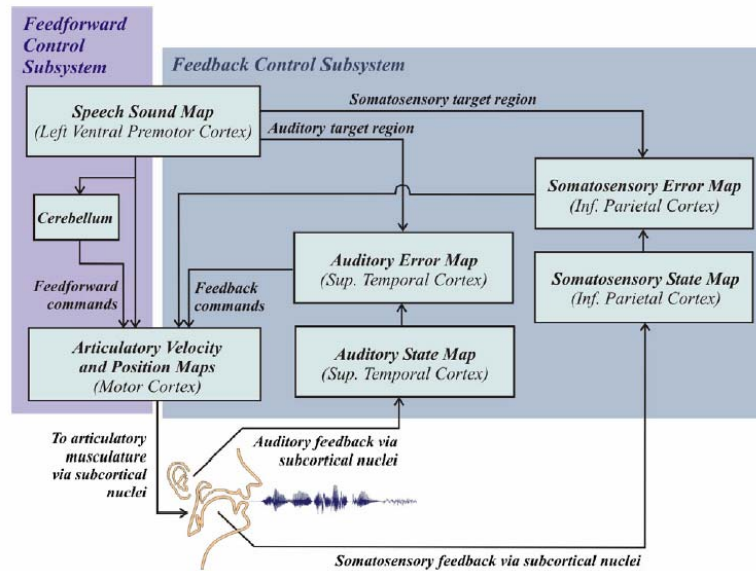 Feedforward
Control
Subsystem
Feedback Control Subsystem
Speech Sound Map
(Left Ventral Premotor Cortex)
Somatosensory target region
Auditory target region
Cerebellum
Somatosensory Error Map
(Inf. Parietal Cortex)
Auditory Error Map
(Sup. Temporal Cortex)
Somatosensory State Map
(Inf. Parietal Cortex)
Feedforward
commands
Feedback
commands
Articulatory Velocity
and Position Maps
(Motor Cortex)
Auditory State Map
(Sup. Temporal Cortex)
To articulatory
musculature
via subcortical
nuclei
Auditory feedback via
subcortical nuclei
Somatosensory feedback via subcortical nuclei